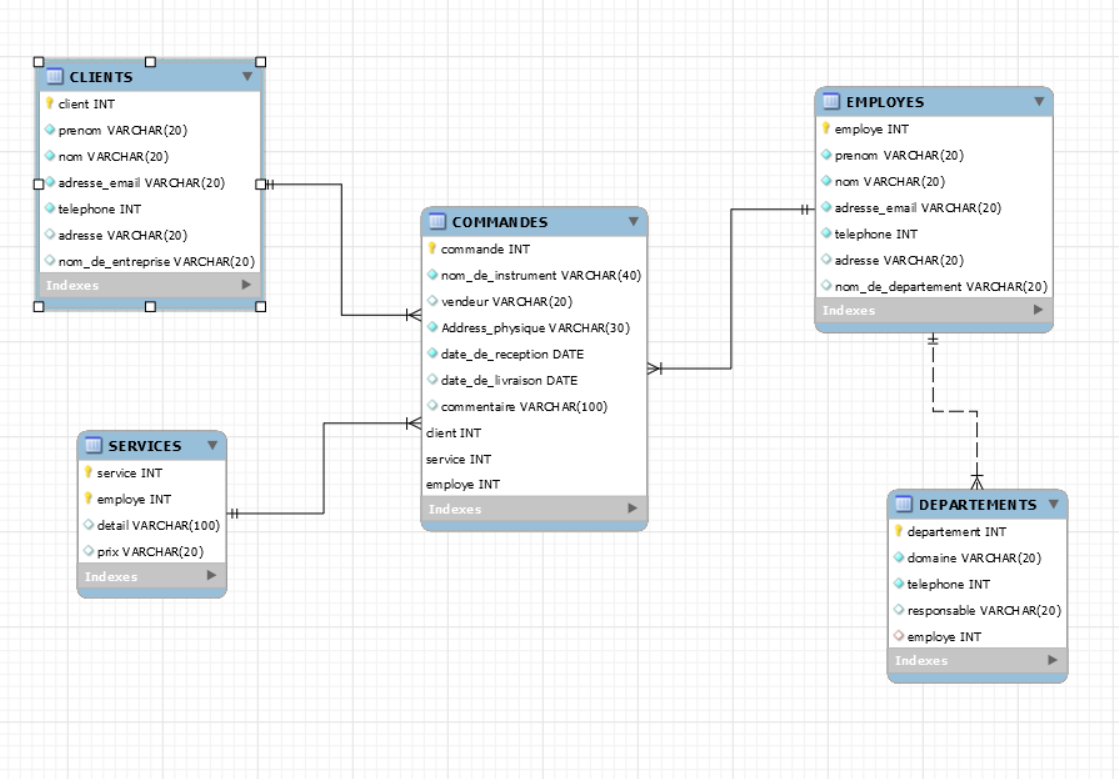 CLIENTS
client INT
prenom VARCHAR(20)
nom VARCHAR(20)
adresse_email VARCHAR(20)
telephone INT
adresse VARCHAR(20)
nom_de_entreprise VARCHAR(20)
Indexes
COMMANDES
commande INT
nom_de_instrument VARCHAR(40)
vendeur VARCHAR(20)
Address_physique VARCHAR(30)
date_de_reception DATE
date_de_livraison DATE
commentaire VARCHAR(100)
client INT
service INT
employe INT
Indexes
EMPLOYES
employe INT
prenom VARCHAR(20)
nom VARCHAR(20)
adresse_email VARCHAR(20)
telephone INT
adresse VARCHAR(20)
nom_de_departement VARCHAR(20)
Indexes
SERVICES
service INT
employe INT
detail VARCHAR(100)
prix VARCHAR(20)
Indexes
DEPARTEMENTS
departement INT
domaine VARCHAR(20)
telephone INT
responsable VARCHAR(20)
employe INT
Indexes